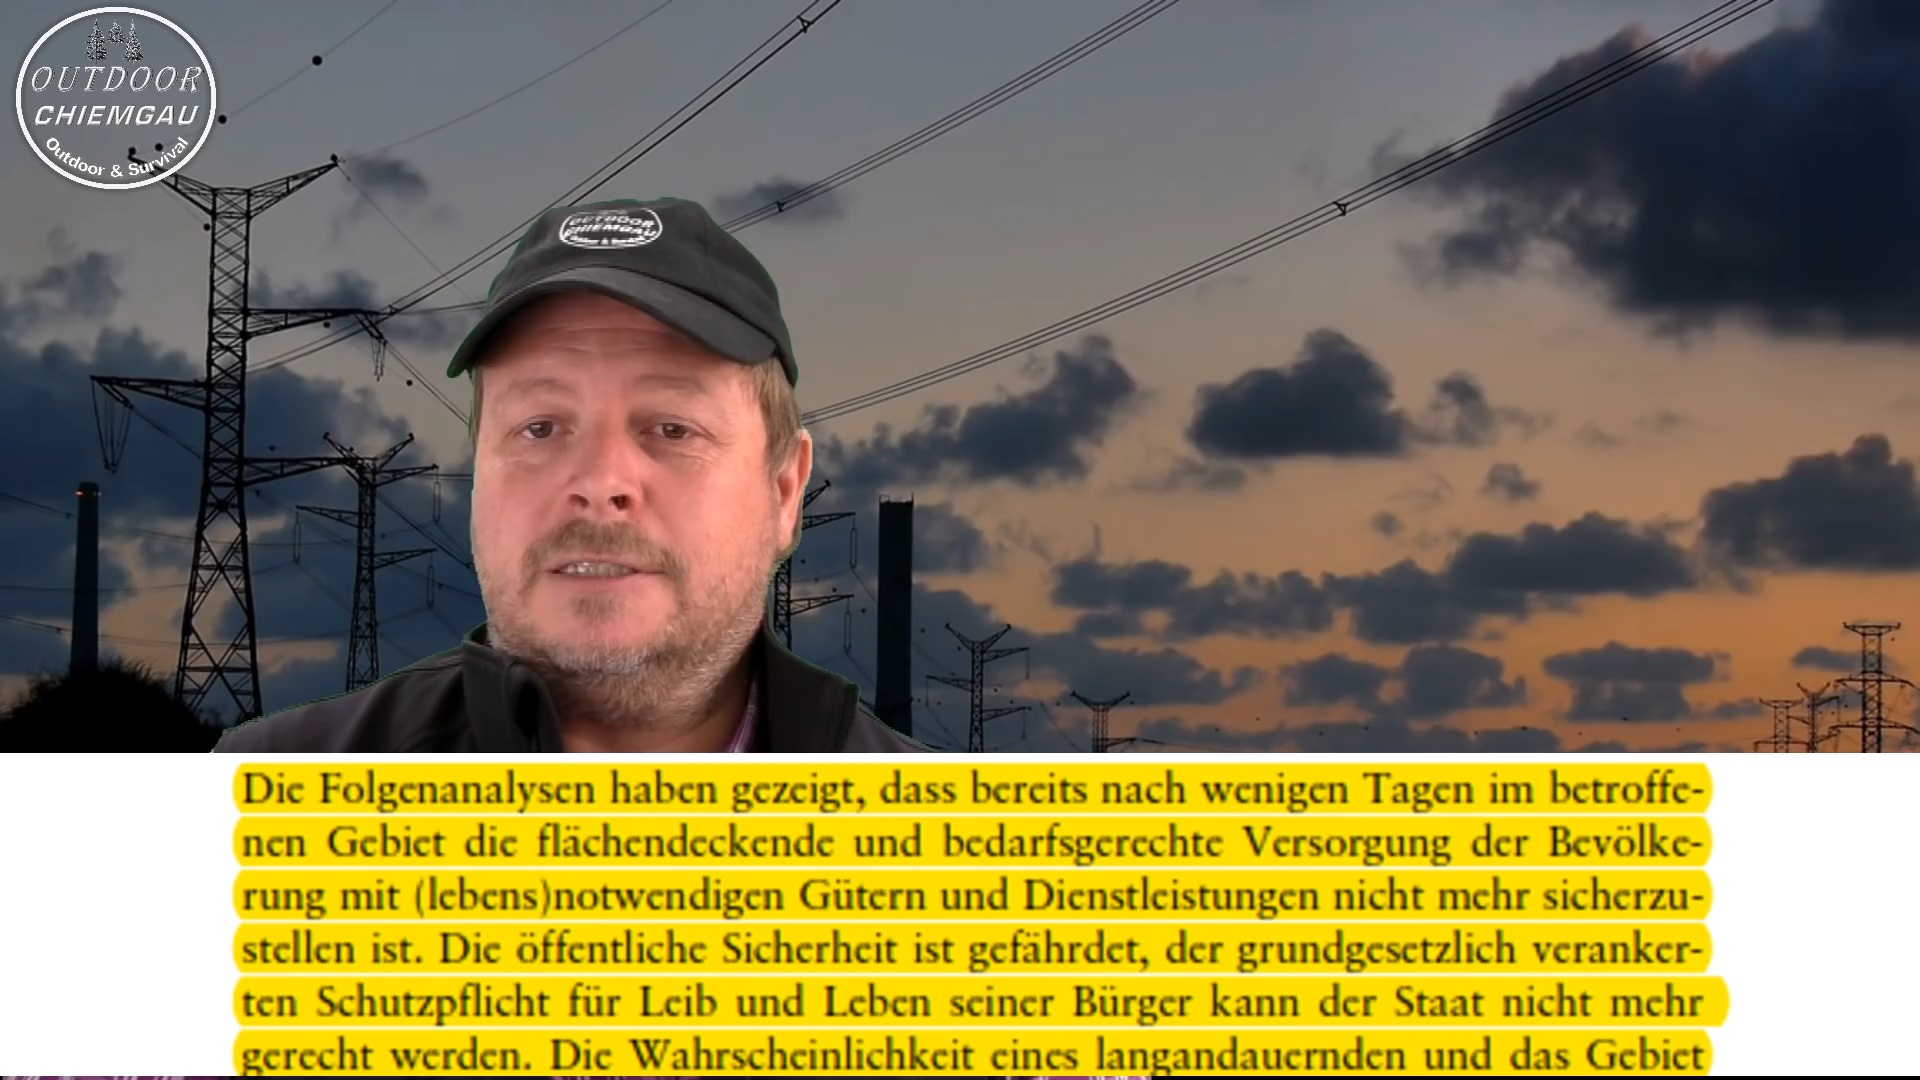 OUTDOOR
CHIEMGAU
Outdoor & Survival
OUTDOOR
CHIEMGAU
Die Folgenanalysen haben gezeigt, dass bereits nach wenigen Tagen im betroffe-
nen Gebiet die flächendeckende und bedarfsgerechte Versorgung der Bevölke-
rung mit (lebens)notwendigen Gütern und Dienstleistungen nicht mehr sicherzu-
stellen ist. Die öffentliche Sicherheit ist gefährdet, der grundgesetzlich veranker-
ten Schutzpflicht für Leib und Leben seiner Bürger kann der Staat nicht mehr
gerecht werden. Die Wahrscheinlichkeit eines langandauernden und das Gebiet